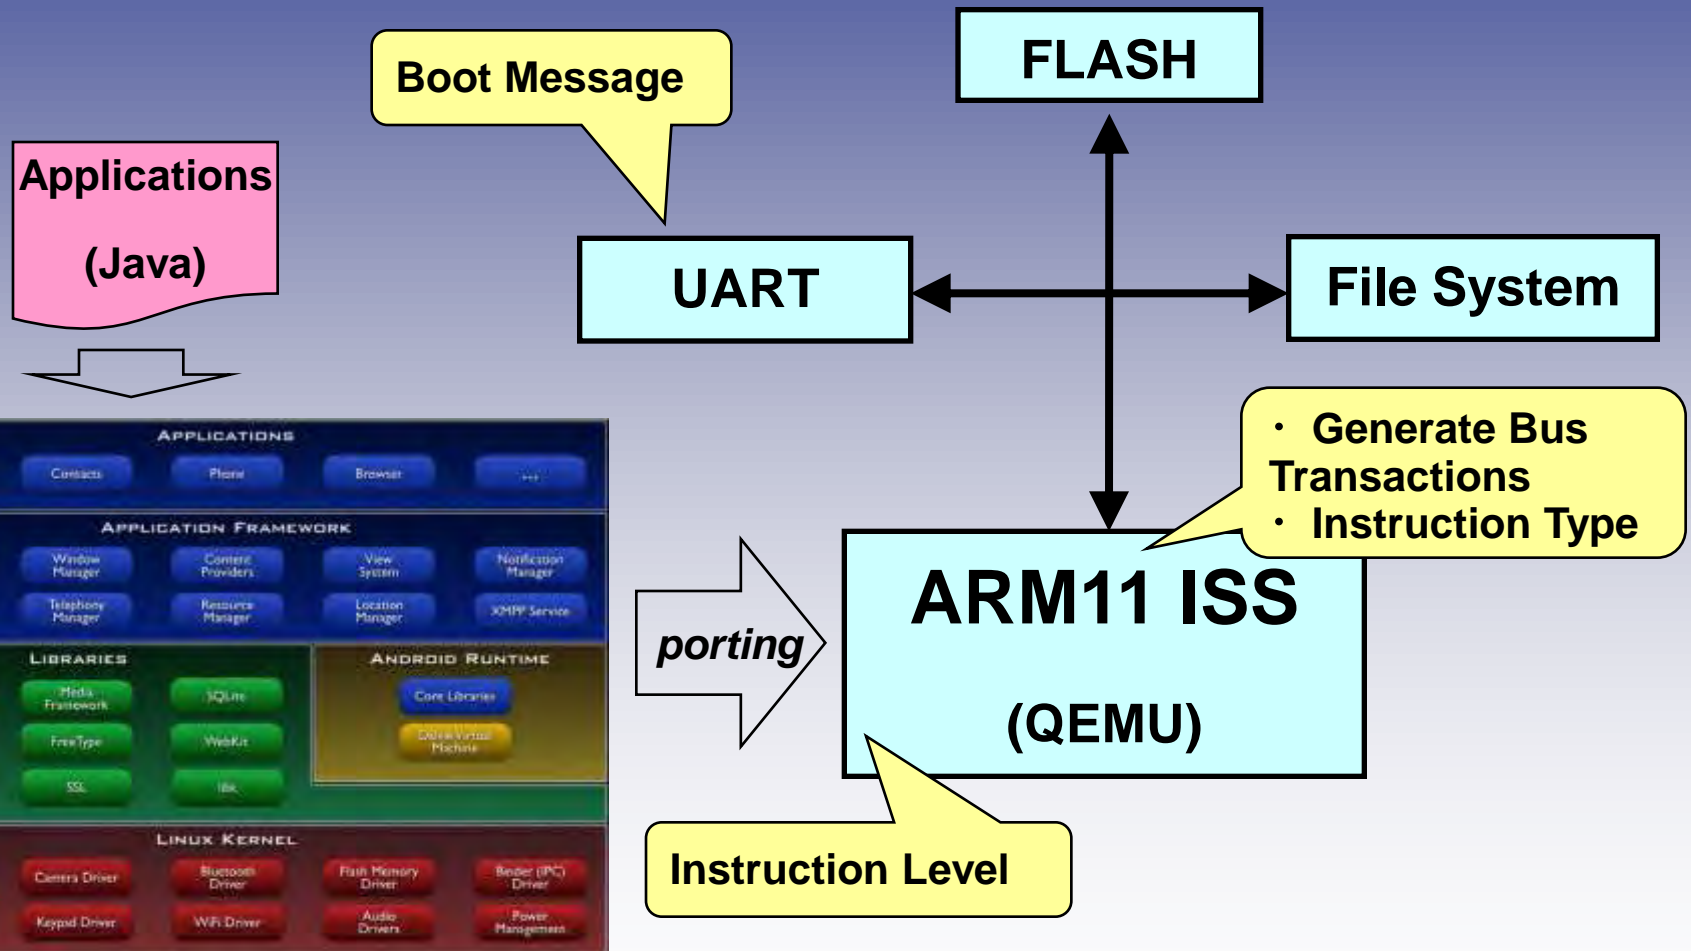 Boot Message
FLASH
Applications
(Java)
UART
File System
・ Generate Bus
Transactions
・ Instruction Type
ARM11 ISS
(QEMU)
porting
Instruction Level
APPLICATIONS
Contacts
Phone
Browser
...
APPLICATION FRAMEWORK
Window
Manager
Content
Providers
View
System
Notification
Manager
Telephony
Manager
Resource
Manager
Location
Manager
XMPP Service
LIBRARIES
Media
Framework
SQLite
FreeType
WebKit
SSL
ANDROID RUNTIME
Core Libraries
Dalvik Virtual
Machine
LINUX KERNEL
Camera Driver
Bluetooth
Driver
Flash Memory
Driver
Binder (IPC)
Driver
Keypad Driver
WiFi Driver
Audio
Drivers
Power
Management